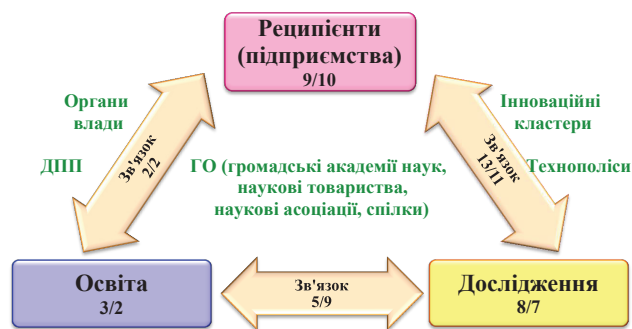 Реципієнти
(підприємства)
9/10
Органи
влади
ДПП
Зв'язок
2/2
ГО (громадські академії наук,
наукові товариства,
наукові асоціації, спілки)
Інноваційні
кластери
Технополіси
Зв'язок
13/11
Освіта
3/2
Зв'язок
5/9
Дослідження
8/7